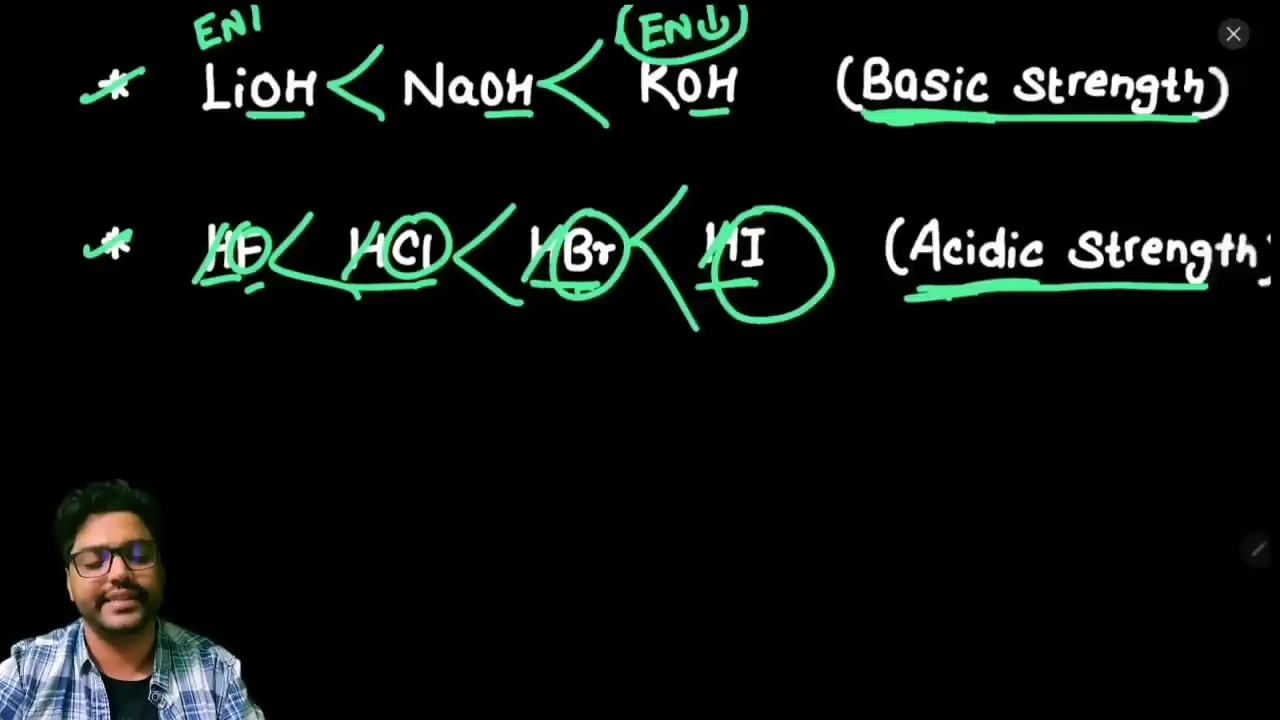 EN↑ EN↓
* LiOH < NaOH < KOH (Basic Strength)
* HF < HCl < HBr < HI (Acidic Strength)